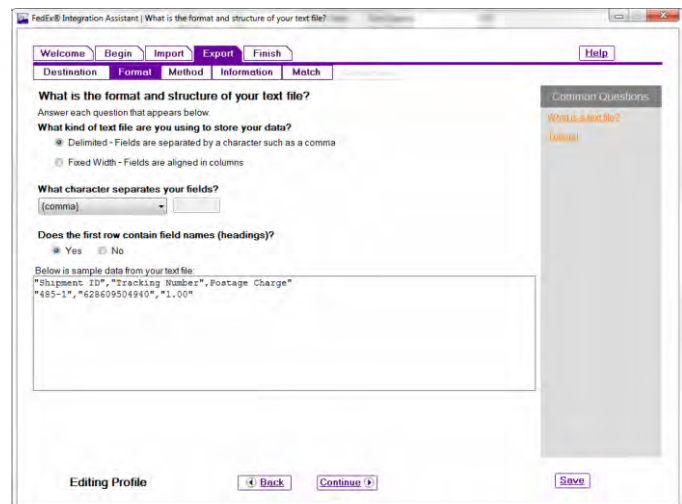 FedEx® Integration Assistant | What is the format and structure of your text file?
Welcome Begin Import Export Finish Help
Destination Format Method Information Match
What is the format and structure of your text file?
Answer each question that appears below.
What kind of text file are you using to store your data?
Delimited - Fields are separated by a character such as a comma
Fixed Width - Fields are aligned in columns
What character separates your fields?
{comma}
Does the first row contain field names (headings)?
Yes No
Below is sample data from your text file:
"Shipment ID","Tracking Number",Postage Charge"
"485-1","628609504940","1.00"
Common Questions
What is a text file?
Tutorial
Editing Profile Back Continue Save